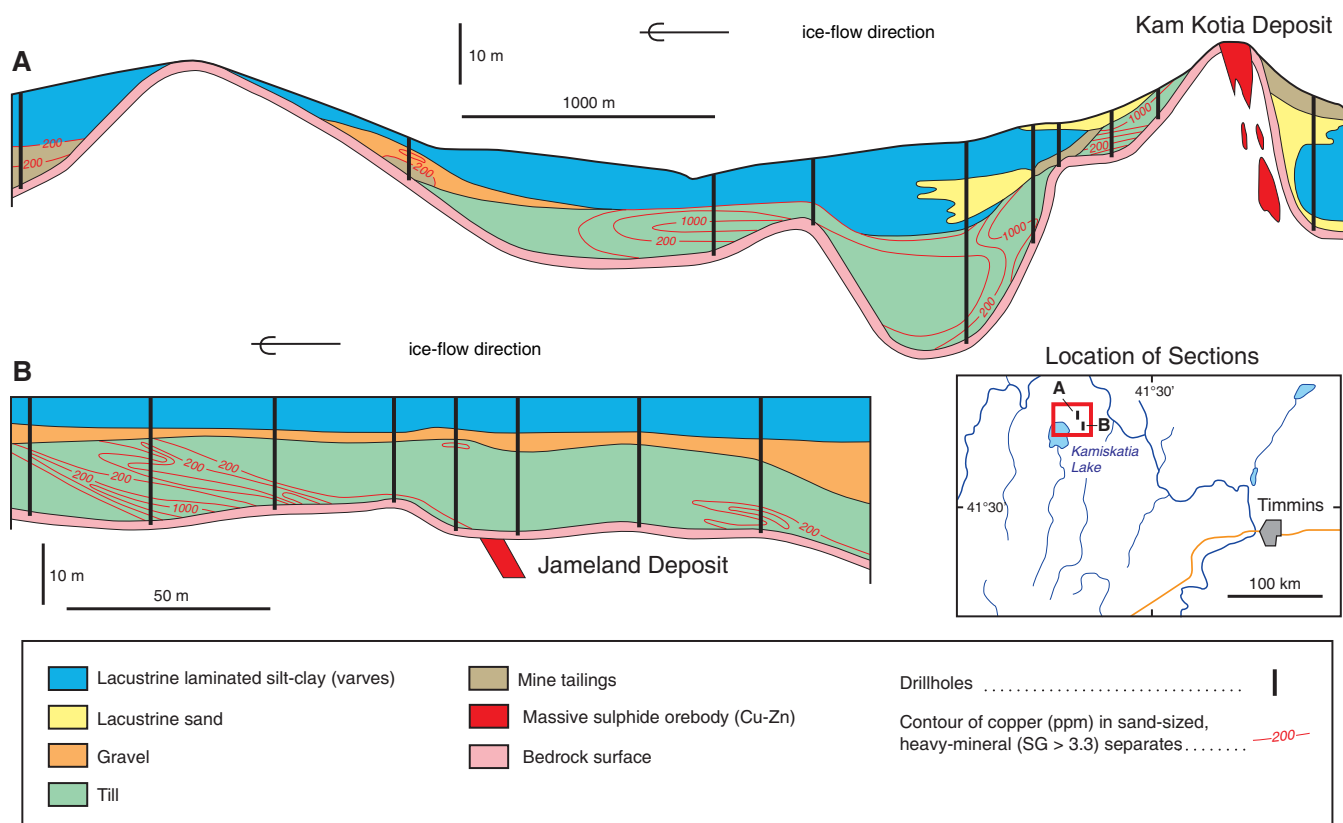 Kam Kotia Deposit
A
10 m
ice-flow direction
1000 m
200
200
200
1000
200
1000
200
1000
200
ice-flow direction
B
200
200
200
200
200
1000
200
200
Jameland Deposit
10 m
50 m
Location of Sections
A
41°30'
B
Kamiskatia
Lake
41°30'
Timmins
100 km
Lacustrine laminated silt-clay (varves)
Lacustrine sand
Gravel
Till
Mine tailings
Massive sulphide orebody (Cu-Zn)
Bedrock surface
Drillholes
Contour of copper (ppm) in sand-sized,
heavy-mineral (SG > 3.3) separates
200